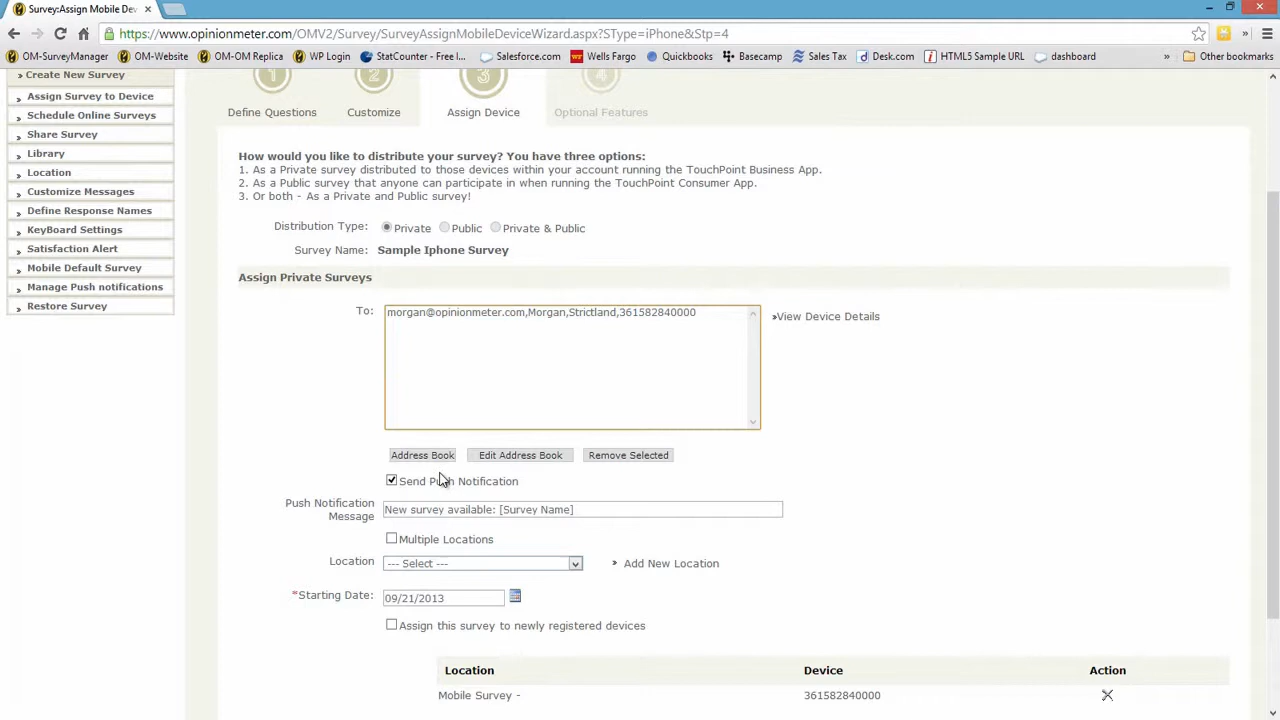 Survey:Assign Mobile Dev
https://www.opinionmeter.com/OMV2/Survey/SurveyAssignMobileDeviceWizard.aspx?SType=iPhone&Stp=4
OM-SurveyManager OM-Website OM-OM Replica WP Login StatCounter - Free I... Salesforce.com Wells Fargo Quickbooks Basecamp Sales Tax Desk.com HTML5 Sample URL dashboard » Other bookmarks
Create New Survey
Assign Survey to Device
Schedule Online Surveys
Share Survey
Library
Location
Customize Messages
Define Response Names
KeyBoard Settings
Satisfaction Alert
Mobile Default Survey
Manage Push notifications
Restore Survey
1 2 3 4
Define Questions Customize Assign Device Optional Features
How would you like to distribute your survey? You have three options:
1. As a Private survey distributed to those devices within your account running the TouchPoint Business App.
2. As a Public survey that anyone can participate in when running the TouchPoint Consumer App.
3. Or both - As a Private and Public survey!
Distribution Type: Private Public Private & Public
Survey Name: Sample Iphone Survey
Assign Private Surveys
To: morgan@opinionmeter.com,Morgan,Strictland,361582840000
»View Device Details
Address Book Edit Address Book Remove Selected
Send Push Notification
Push Notification
Message
New survey available: [Survey Name]
Multiple Locations
Location --- Select --- Add New Location
*Starting Date: 09/21/2013
Assign this survey to newly registered devices
Location Device Action
Mobile Survey - 361582840000 X